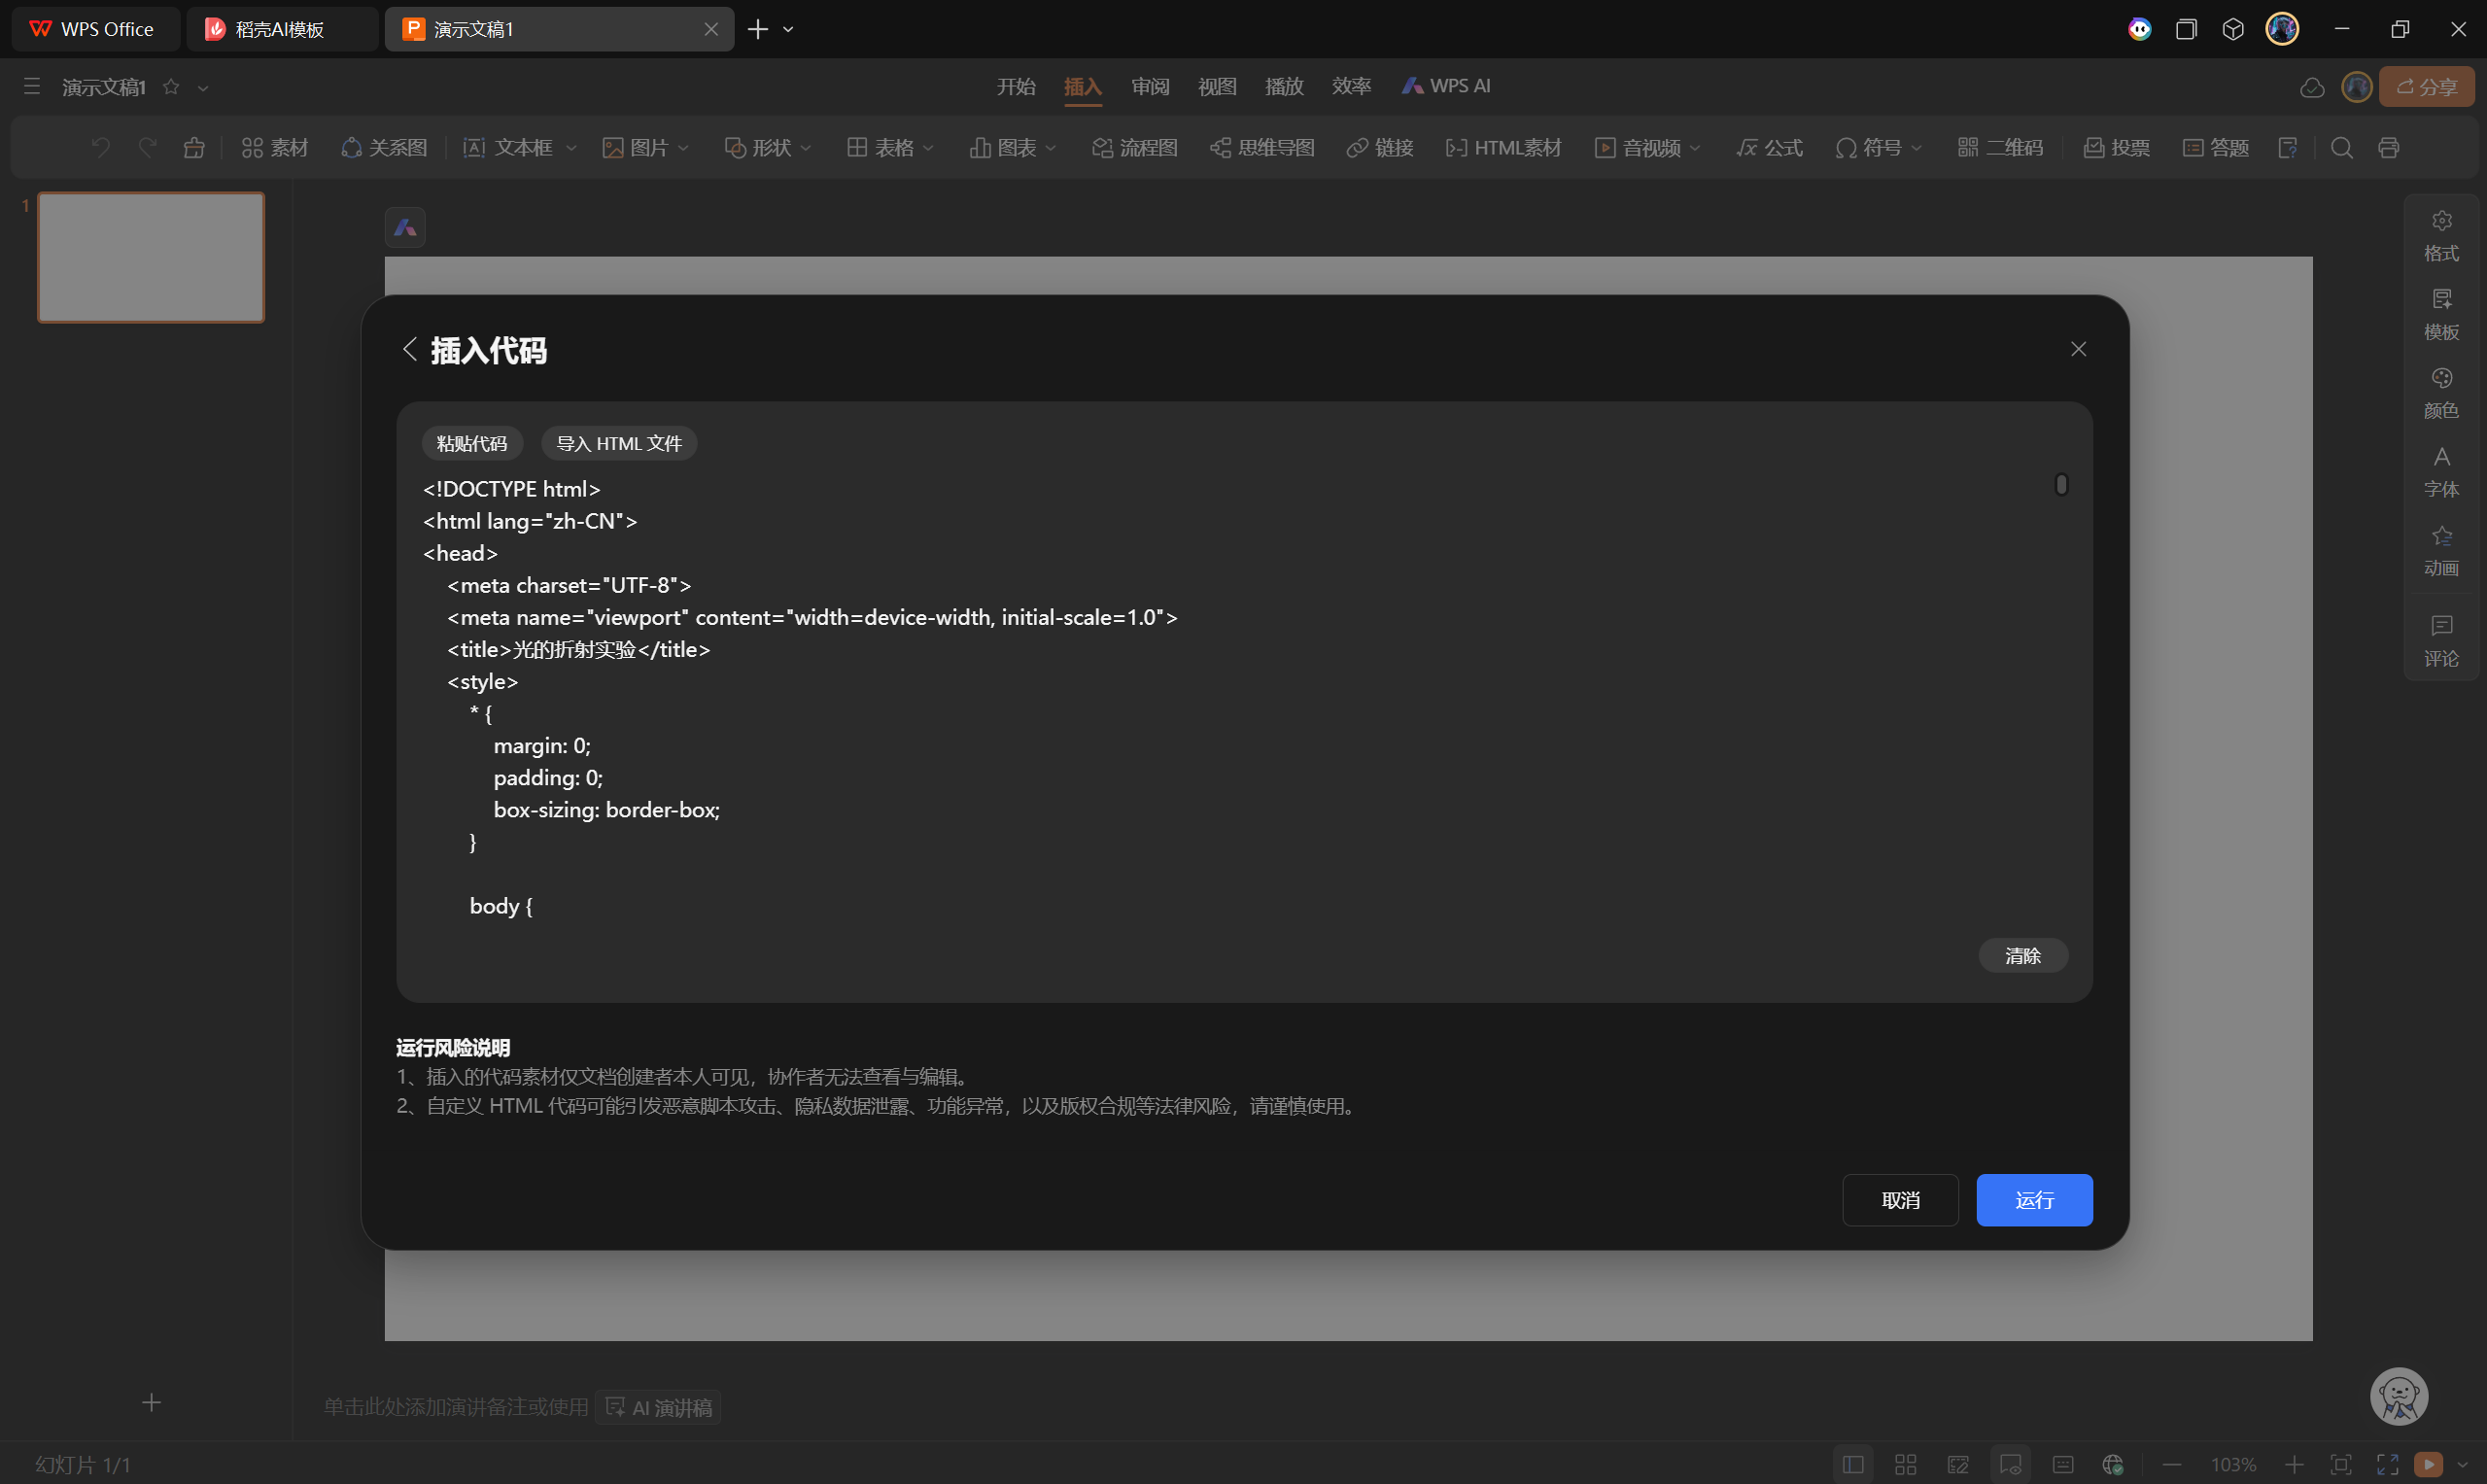 WPS Office
稻壳AI模板
演示文稿1
演示文稿1
开始 插入 审阅 视图 播放 效率 WPS AI
分享
素材 关系图 文本框 图片 形状 表格 图表 流程图 思维导图 链接 HTML素材 音视频 公式 符号 二维码 投票 答题
1
格式
模板
颜色
字体
动画
评论
插入代码
粘贴代码 导入 HTML 文件
<!DOCTYPE html>
<html lang="zh-CN">
<head>
<meta charset="UTF-8">
<meta name="viewport" content="width=device-width, initial-scale=1.0">
<title>光的折射实验</title>
<style>
* {
margin: 0;
padding: 0;
box-sizing: border-box;
}
body {
清除
运行风险说明
1、插入的代码素材仅文档创建者本人可见，协作者无法查看与编辑。
2、自定义 HTML 代码可能引发恶意脚本攻击、隐私数据泄露、功能异常，以及版权合规等法律风险，请谨慎使用。
取消 运行
单击此处添加演讲备注或使用 AI 演讲稿
幻灯片 1/1
103%